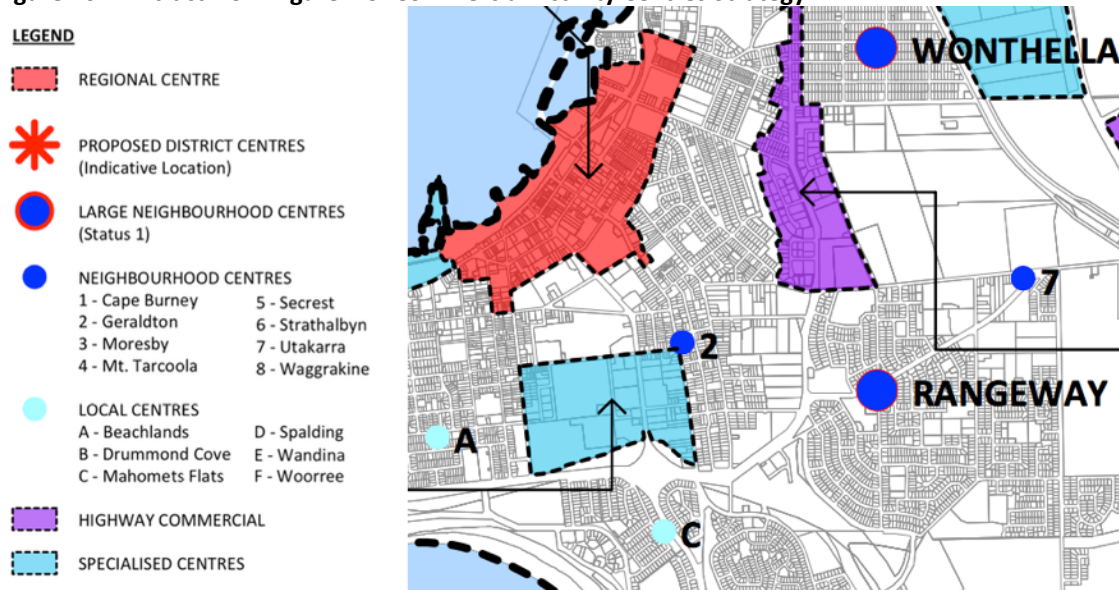 LEGEND
REGIONAL CENTRE
PROPOSED DISTRICT CENTRES
(Indicative Location)
LARGE NEIGHBOURHOOD CENTRES
(Status 1)
NEIGHBOURHOOD CENTRES
1 - Cape Burney 5 - Secrest
2 - Geraldton 6 - Strathalbyn
3 - Moresby 7 - Utakarra
4 - Mt. Tarcoola 8 - Waggrakine
LOCAL CENTRES
A - Beachlands D - Spalding
B - Drummond Cove E - Wandina
C - Mahomets Flats F - Woorree
HIGHWAY COMMERCIAL
SPECIALISED CENTRES
WONTHELLA
7
2
RANGEWAY
A
C